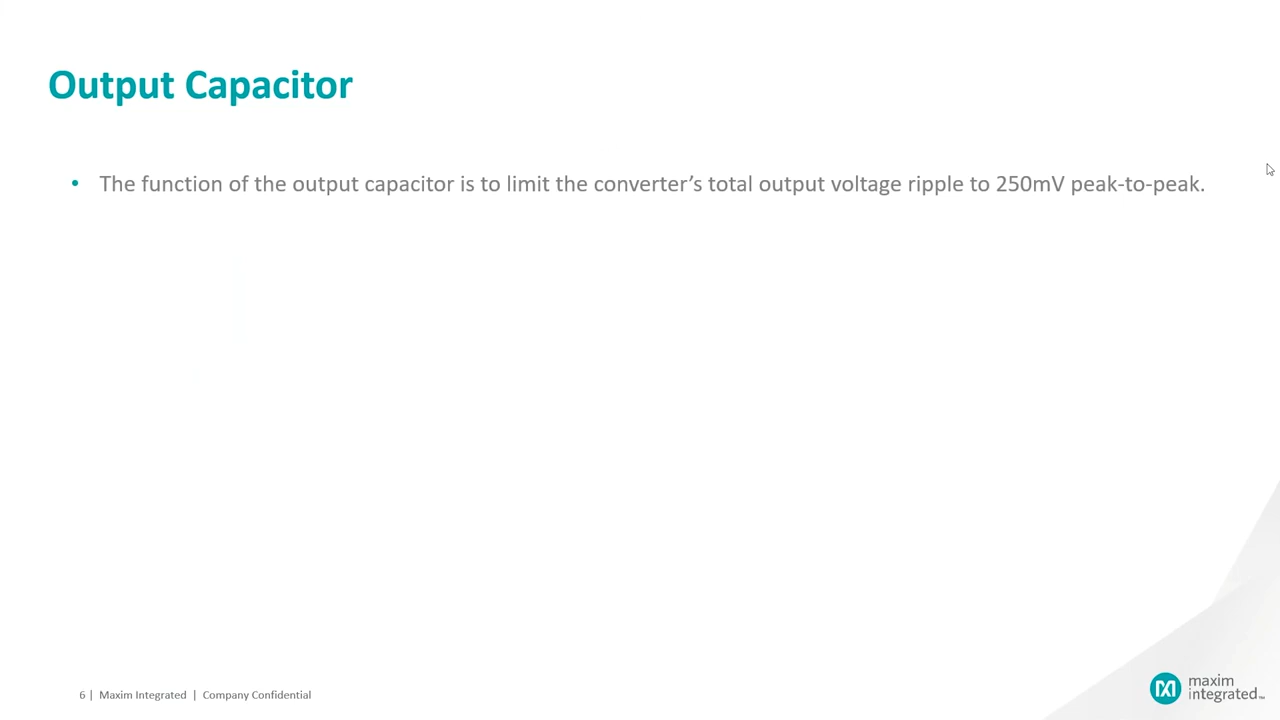 Output Capacitor
• The function of the output capacitor is to limit the converter’s total output voltage ripple to 250mV peak-to-peak.
6 | Maxim Integrated | Company Confidential
maxim
integrated™